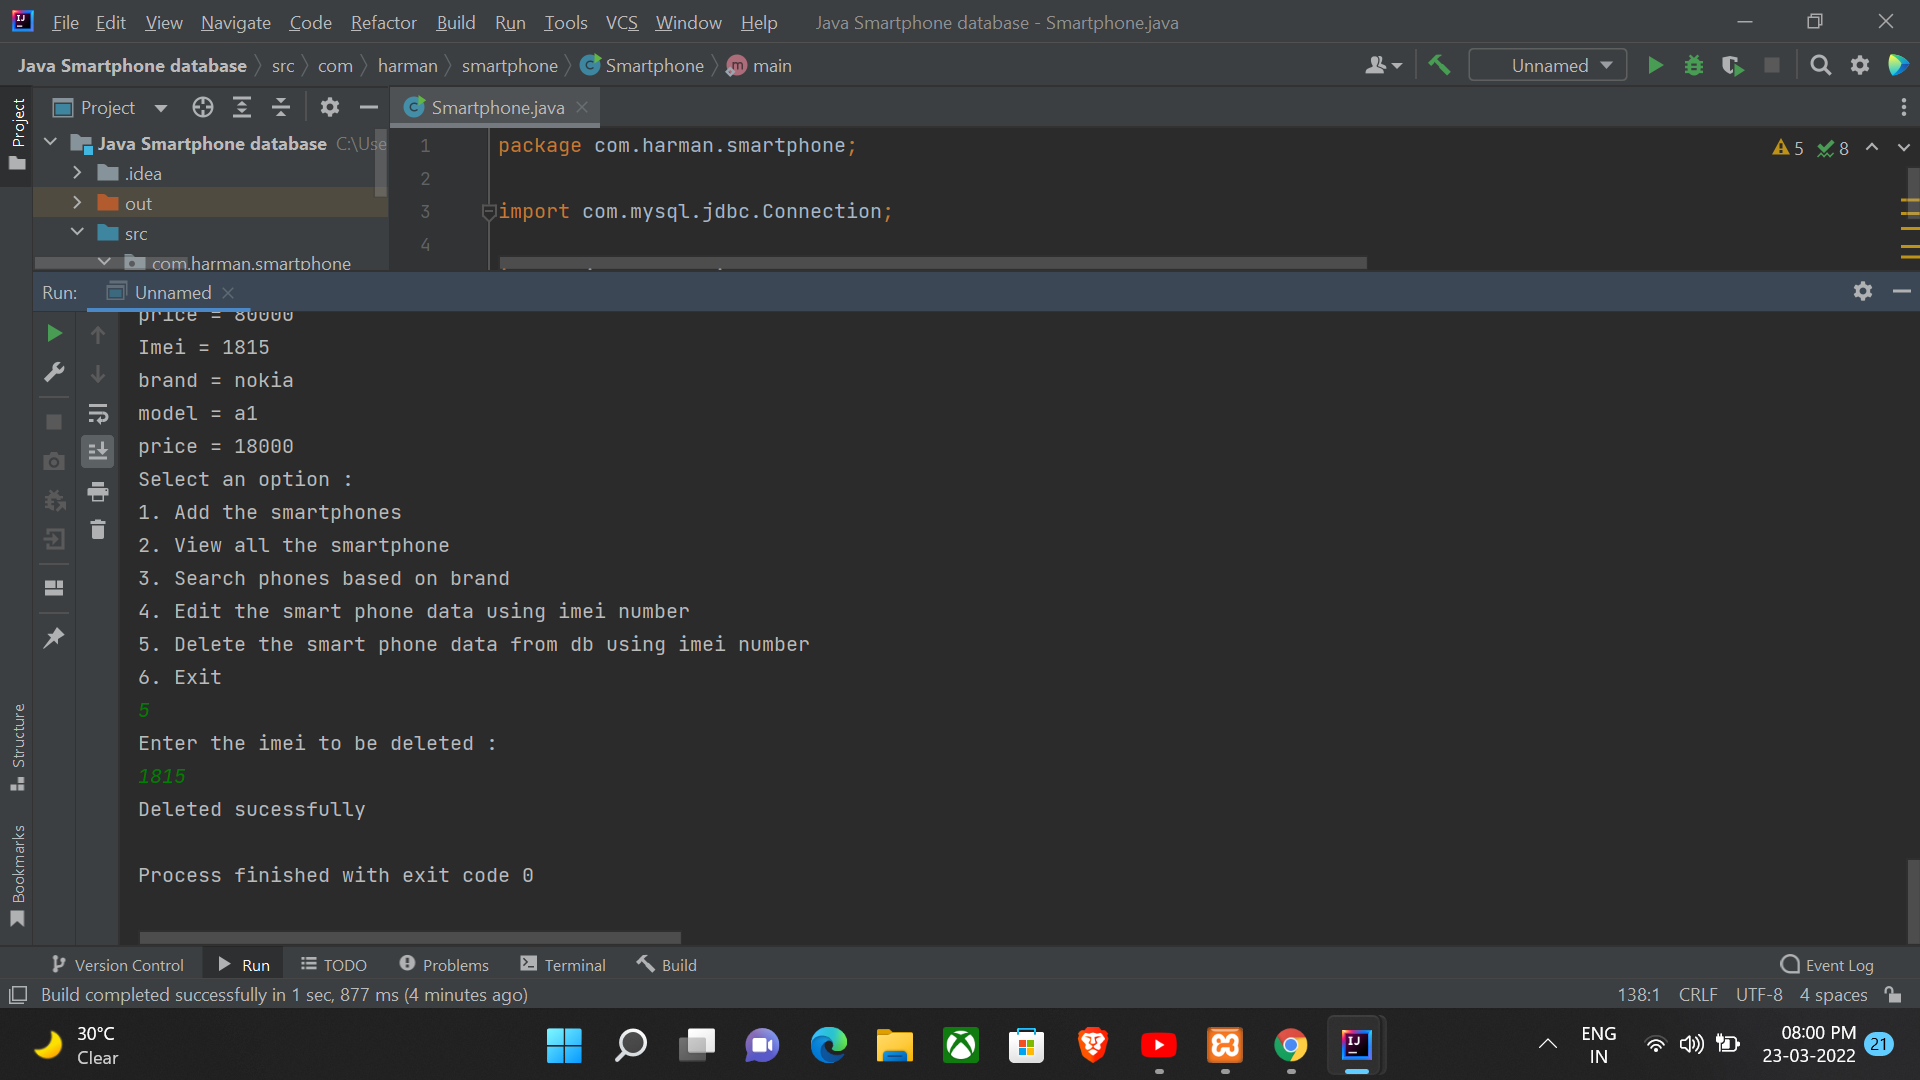 File Edit View Navigate Code Refactor Build Run Tools VCS Window Help Java Smartphone database - Smartphone.java
Java Smartphone database src com harman smartphone Smartphone main
Unnamed
Project
Smartphone.java
Project
Java Smartphone database C:\Use
.idea
out
src
com.harman.smartphone
1 package com.harman.smartphone;
2
3 import com.mysql.jdbc.Connection;
4
5 8
Run: Unnamed
price = 80000
Imei = 1815
brand = nokia
model = a1
price = 18000
Select an option :
1. Add the smartphones
2. View all the smartphone
3. Search phones based on brand
4. Edit the smart phone data using imei number
5. Delete the smart phone data from db using imei number
6. Exit
5
Enter the imei to be deleted :
1815
Deleted sucessfully
Process finished with exit code 0
Structure
Bookmarks
Version Control Run TODO Problems Terminal Build Event Log
Build completed successfully in 1 sec, 877 ms (4 minutes ago) 138:1 CRLF UTF-8 4 spaces
30°C
Clear
ENG
IN
08:00 PM
23-03-2022
21